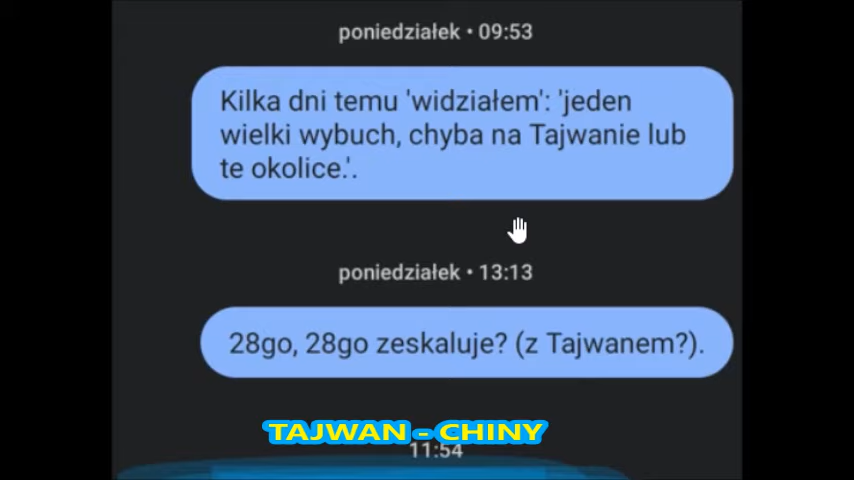 poniedziałek • 09:53
Kilka dni temu 'widziałem': 'jeden
wielki wybuch, chyba na Tajwanie lub
te okolice.'.
poniedziałek • 13:13
28go, 28go zeskaluje? (z Tajwanem?).
TAJWAN - CHINY
11:54